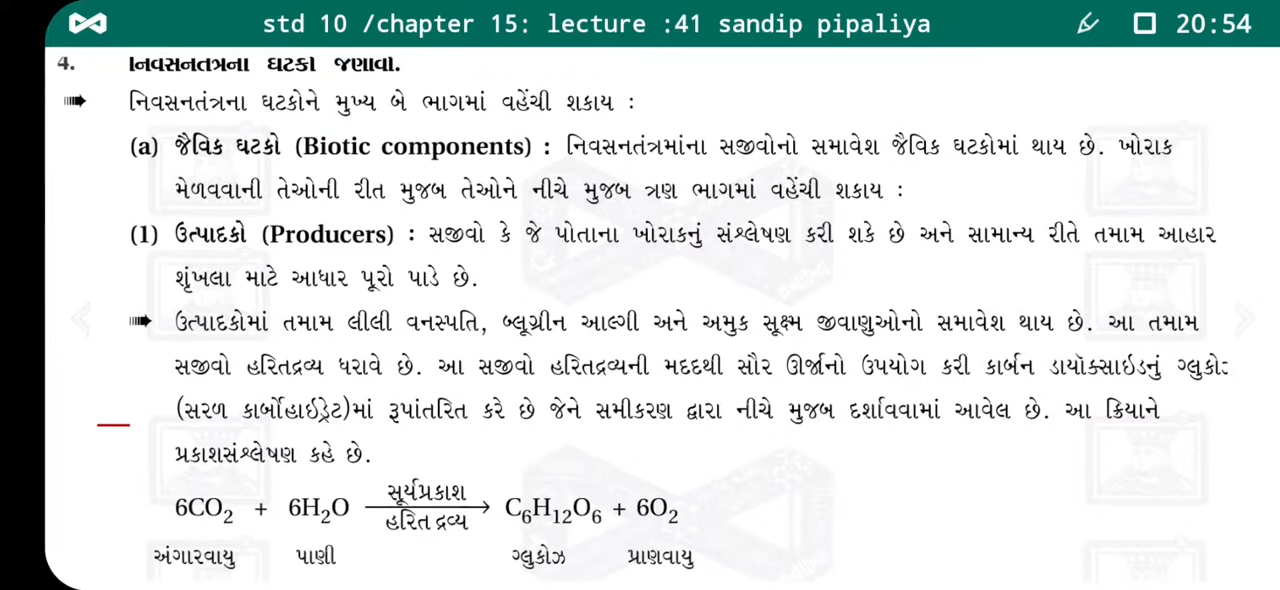 std 10 /chapter 15: lecture :41 sandip pipaliya 20:54
4. નિવસનતંત્રના ઘટકો જણાવો.
નિવસનતંત્રના ઘટકોને મુખ્ય બે ભાગમાં વહેંચી શકાય :
(a) જૈવિક ઘટકો (Biotic components) : નિવસનતંત્રમાંના સજીવોનો સમાવેશ જૈવિક ઘટકોમાં થાય છે. ખોરાક
મેળવવાની તેઓની રીત મુજબ તેઓને નીચે મુજબ ત્રણ ભાગમાં વહેંચી શકાય :
(1) ઉત્પાદકો (Producers) : સજીવો કે જે પોતાના ખોરાકનું સંશ્લેષણ કરી શકે છે અને સામાન્ય રીતે તમામ આહાર
શૃંખલા માટે આધાર પૂરો પાડે છે.
ઉત્પાદકોમાં તમામ લીલી વનસ્પતિ, બ્લૂગ્રીન આલ્ગી અને અમુક સૂક્ષ્મ જીવાણુઓનો સમાવેશ થાય છે. આ તમામ
સજીવો હરિતદ્રવ્ય ધરાવે છે. આ સજીવો હરિતદ્રવ્યની મદદથી સૌર ઊર્જાનો ઉપયોગ કરી કાર્બન ડાયૉક્સાઇડનું
(સરળ કાર્બોહાઇડ્રેટ)માં રૂપાંતરિત કરે છે જેને સમીકરણ દ્વારા નીચે મુજબ દર્શાવવામાં આવેલ છે. આ ક્રિયાને
પ્રકાશસંશ્લેષણ કહે છે.
સૂર્યપ્રકાશ
6CO₂ + 6H₂O → C₆H₁₂O₆ + 6O₂
હરિત દ્રવ્ય
અંગારવાયુ પાણી ગ્લુકોઝ પ્રાણવાયુ